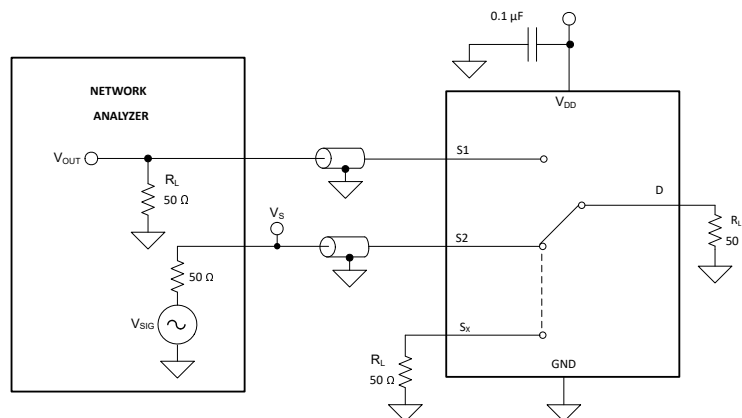 0.1 µF
NETWORK
ANALYZER
VDD
VOUT
S1
RL
50 Ω
D
VS
RL
50
S2
50 Ω
VSIG
SX
RL
50 Ω
GND